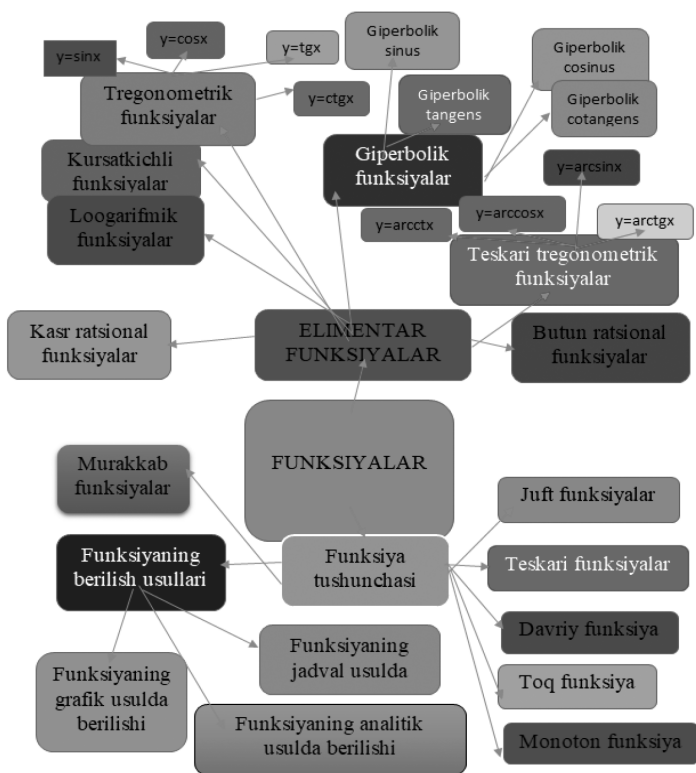 y=sinx
y=cosx
y=tgx
Giperbolik
sinus
Giperbolik
cosinus
Tregonometrik
funksiyalar
y=ctgx
Giperbolik
tangens
Giperbolik
cotangens
Kursatkichli
funksiyalar
Giperbolik
funksiyalar
y=arcsinx
Loogarifmik
funksiyalar
y=arcctx
y=arccosx
y=arctgx
Teskari tregonometrik
funksiyalar
Kasr ratsional
funksiyalar
ELIMENTAR
FUNKSIYALAR
Butun ratsional
funksiyalar
FUNKSIYALAR
Murakkab
funksiyalar
Juft funksiyalar
Funksiyaning
berilish usullari
Funksiya
tushunchasi
Teskari funksiyalar
Davriy funksiya
Funksiyaning
jadval usulda
Funksiyaning
grafik usulda
berilishi
Toq funksiya
Funksiyaning analitik
usulda berilishi
Monoton funksiya